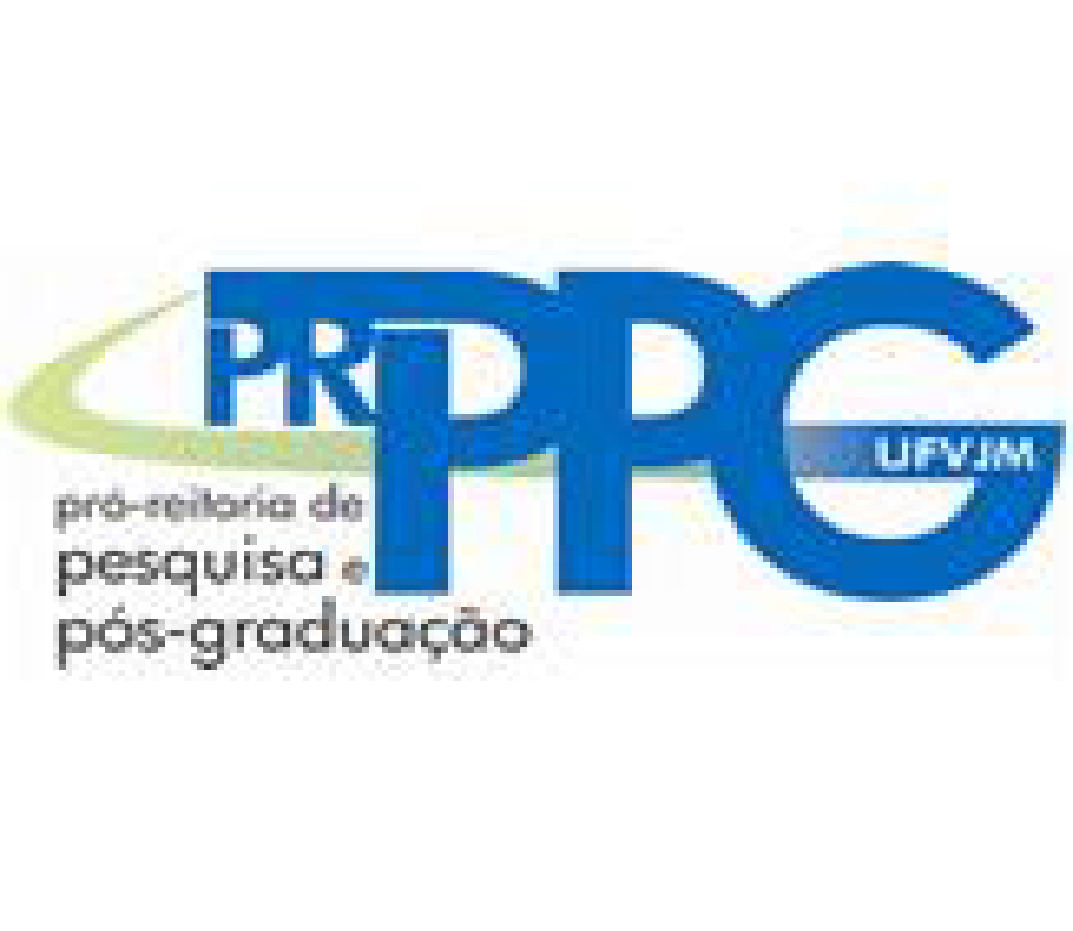 PRPPG
UFVJM
pró-reitoria de
pesquisa e
pós-graduação